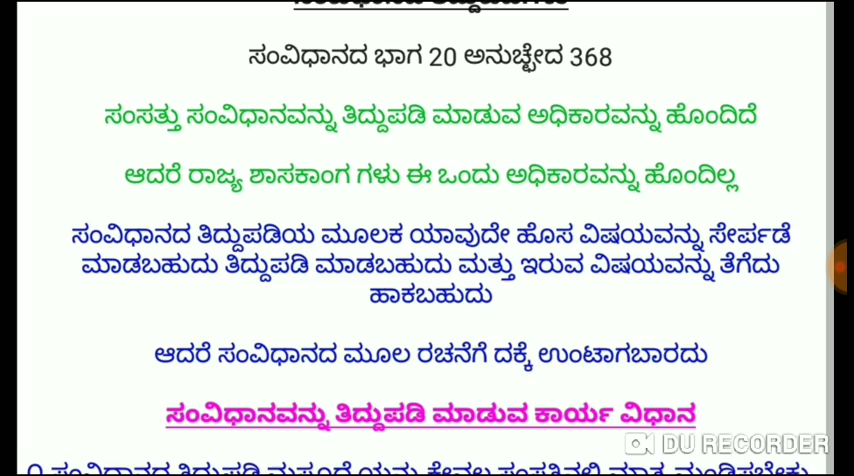 ಸಂವಿಧಾನದ ಭಾಗ 20 ಅನುಚ್ಛೇದ 368
ಸಂಸತ್ತು ಸಂವಿಧಾನವನ್ನು ತಿದ್ದುಪಡಿ ಮಾಡುವ ಅಧಿಕಾರವನ್ನು ಹೊಂದಿದೆ
ಆದರೆ ರಾಜ್ಯ ಶಾಸಕಾಂಗ ಗಳು ಈ ಒಂದು ಅಧಿಕಾರವನ್ನು ಹೊಂದಿಲ್ಲ
ಸಂವಿಧಾನದ ತಿದ್ದುಪಡಿಯ ಮೂಲಕ ಯಾವುದೇ ಹೊಸ ವಿಷಯವನ್ನು ಸೇರ್ಪಡೆ
ಮಾಡಬಹುದು ತಿದ್ದುಪಡಿ ಮಾಡಬಹುದು ಮತ್ತು ಇರುವ ವಿಷಯವನ್ನು ತೆಗೆದು
ಹಾಕಬಹುದು
ಆದರೆ ಸಂವಿಧಾನದ ಮೂಲ ರಚನೆಗೆ ದಕ್ಕೆ ಉಂಟಾಗಬಾರದು
ಸಂವಿಧಾನವನ್ನು ತಿದ್ದುಪಡಿ ಮಾಡುವ ಕಾರ್ಯ ವಿಧಾನ
DU RECORDER